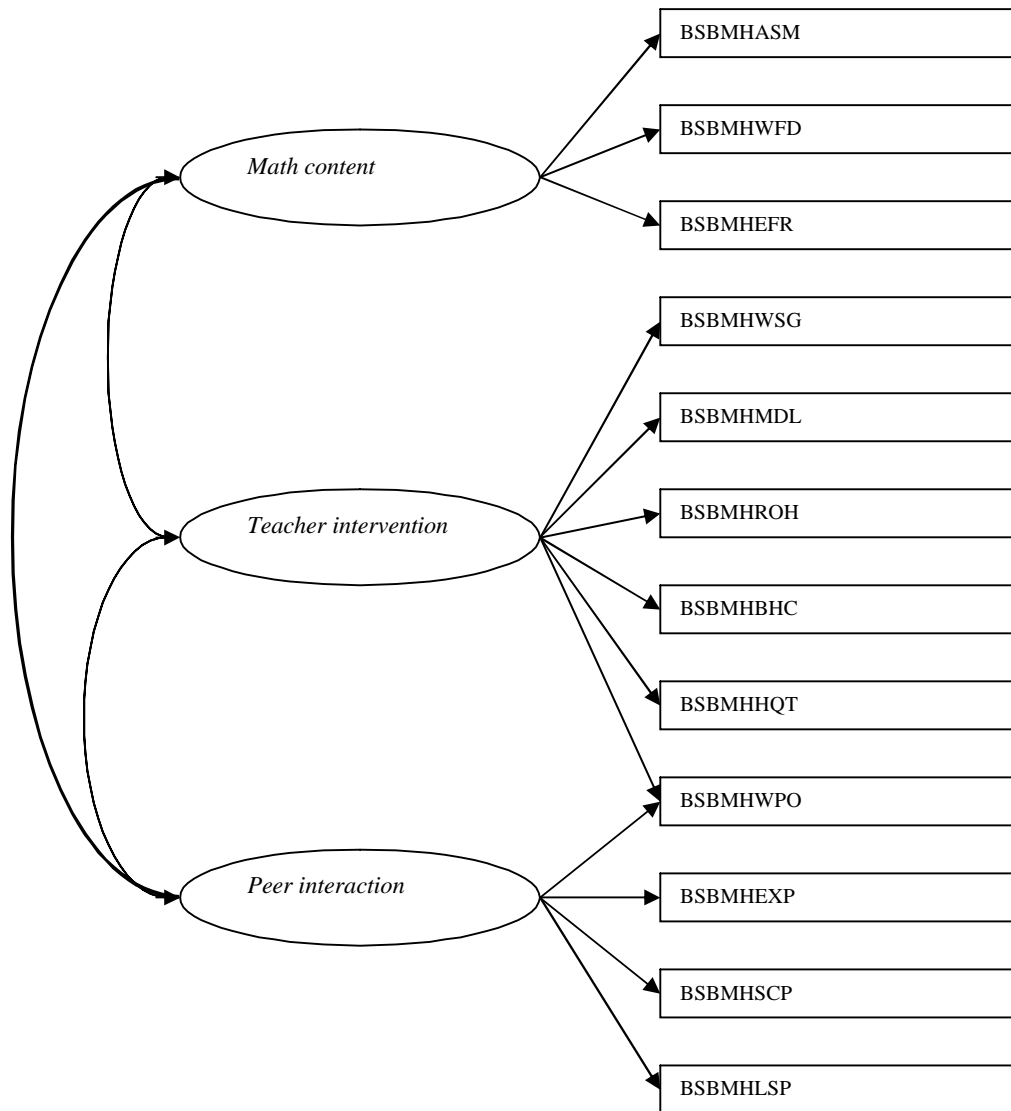 BSBMHASM
BSBMHWFD
Math content
BSBMHEFR
BSBMHWSG
BSBMHMDL
BSBMHROH
Teacher intervention
BSBMHBHC
BSBMHHQT
BSBMHWPO
Peer interaction
BSBMHEXP
BSBMHSCP
BSBMHLSP